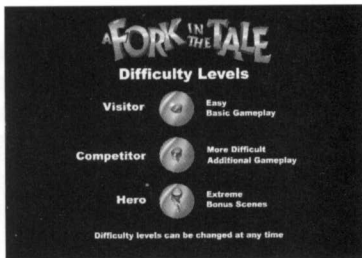 A FORK IN THE TALE
Difficulty Levels
Visitor
Easy
Basic Gameplay
Competitor
More Difficult
Additional Gameplay
Hero
Extreme
Bonus Scenes
Difficulty levels can be changed at any time